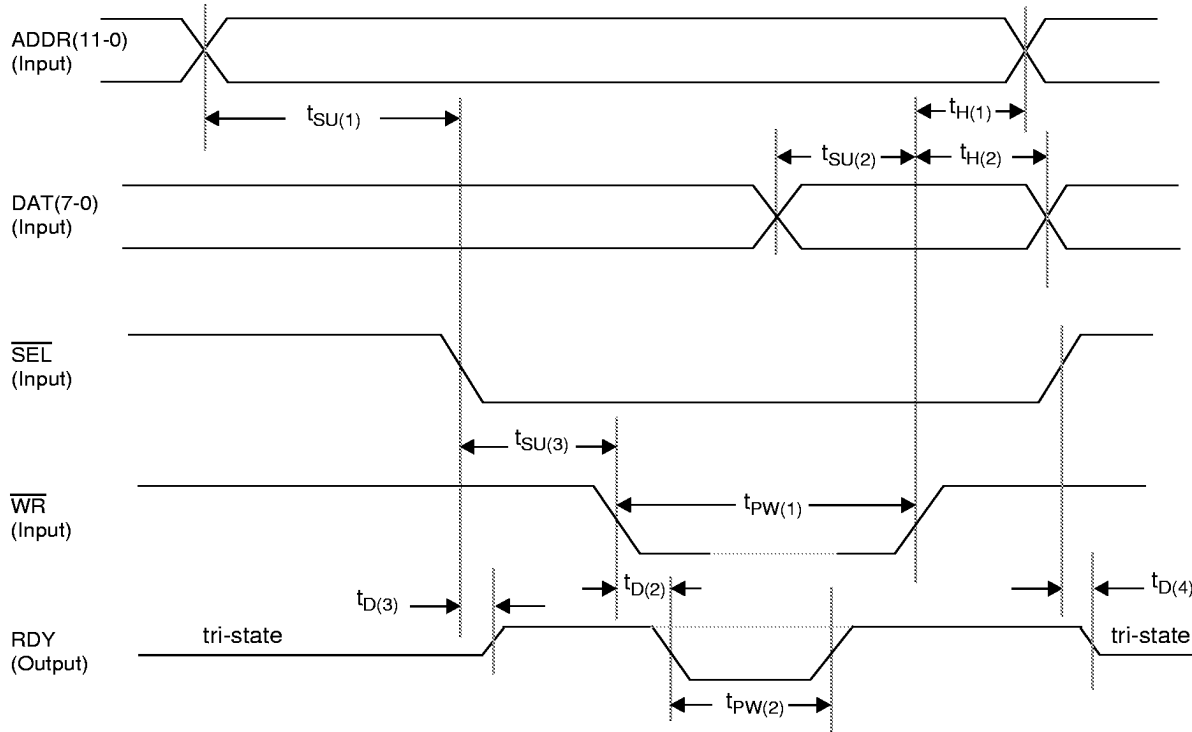 ADDR(11-0)
(Input)
tSU(1)
tH(1)
tSU(2)
tH(2)
DAT(7-0)
(Input)
SEL
(Input)
tSU(3)
WR
(Input)
tPW(1)
tD(3)
tD(2)
tD(4)
RDY
(Output)
tri-state
tri-state
tPW(2)